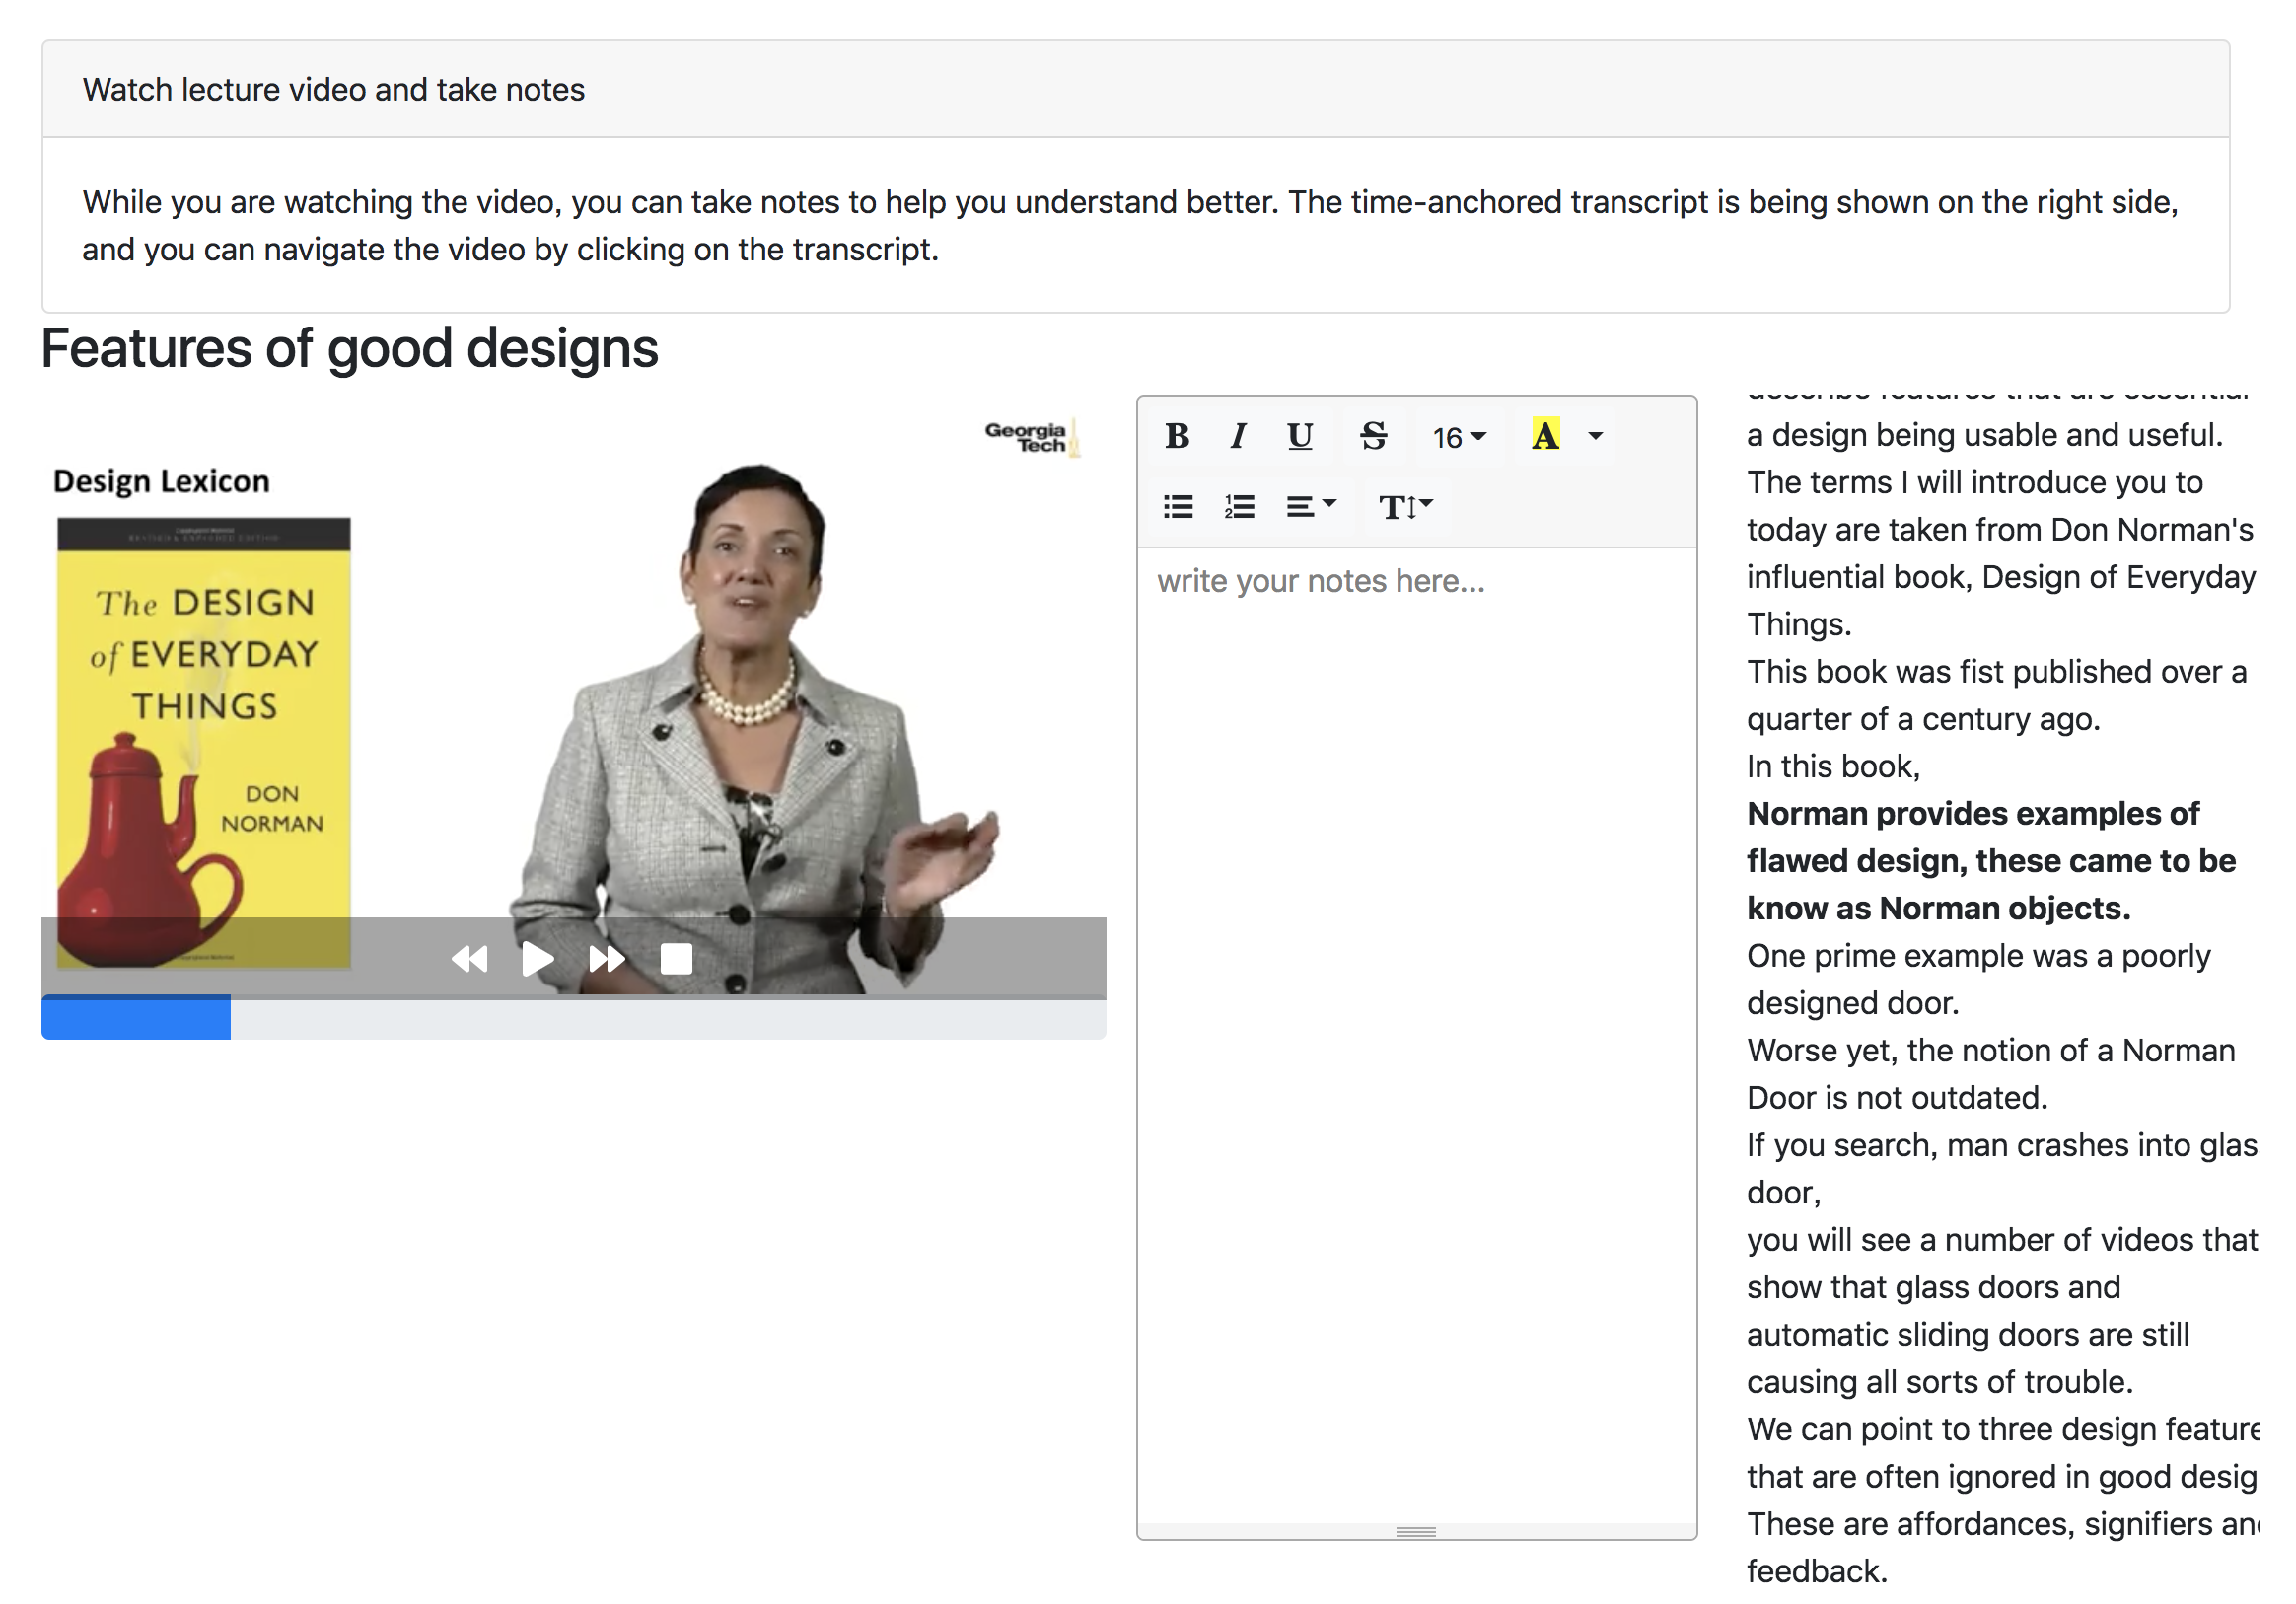 Watch lecture video and take notes
While you are watching the video, you can take notes to help you understand better. The time-anchored transcript is being shown on the right side,
and you can navigate the video by clicking on the transcript.
Features of good designs
Georgia
Tech
Design Lexicon
The DESIGN
of EVERYDAY
THINGS
DON
NORMAN
B I U S 16 A
T
write your notes here...
describe features that are essential
a design being usable and useful.
The terms I will introduce you to
today are taken from Don Norman's
influential book, Design of Everyday
Things.
This book was fist published over a
quarter of a century ago.
In this book,
Norman provides examples of
flawed design, these came to be
know as Norman objects.
One prime example was a poorly
designed door.
Worse yet, the notion of a Norman
Door is not outdated.
If you search, man crashes into glas
door,
you will see a number of videos that
show that glass doors and
automatic sliding doors are still
causing all sorts of trouble.
We can point to three design feature
that are often ignored in good desig
These are affordances, signifiers an
feedback.